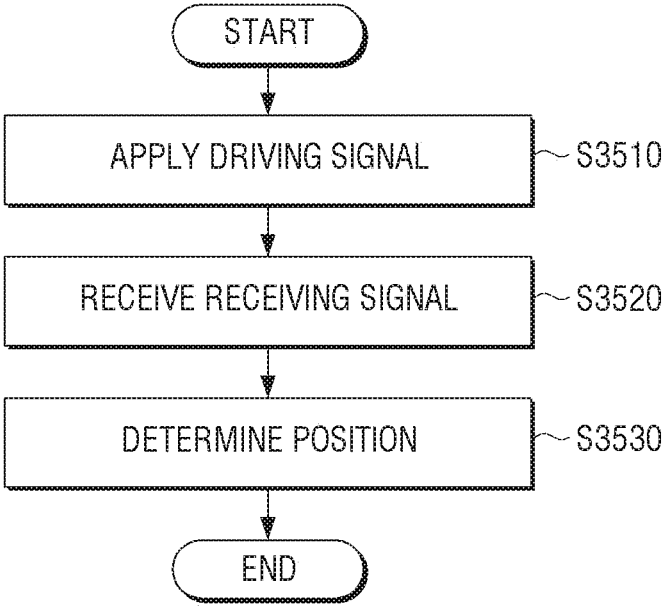 START
APPLY DRIVING SIGNAL
S3510
RECEIVE RECEIVING SIGNAL
S3520
DETERMINE POSITION
S3530
END